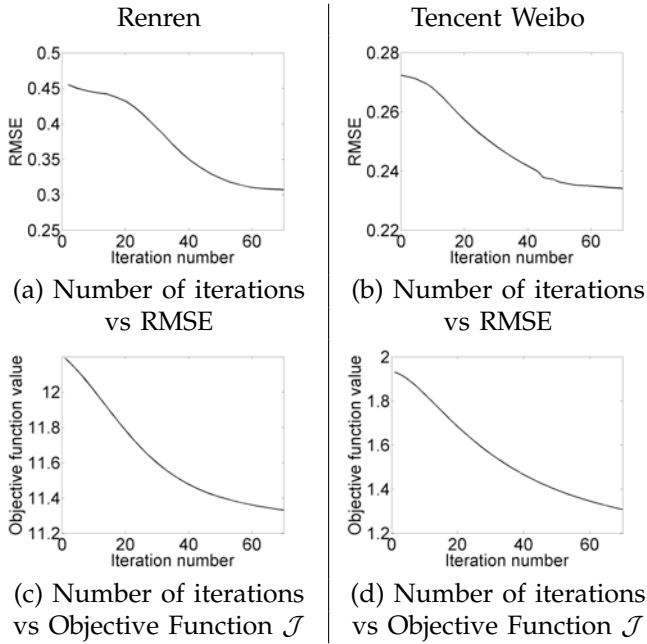 Renren
Tencent Weibo
0.5
0.45
0.4
0.35
0.3
0.25
RMSE
0 20 40 60
Iteration number
(a) Number of iterations
vs RMSE
0.28
0.26
0.24
0.22
RMSE
0 20 40 60
Iteration number
(b) Number of iterations
vs RMSE
12
11.8
11.6
11.4
11.2
Objective function value
0 20 40 60
Iteration number
(c) Number of iterations
vs Objective Function 𝒥
2
1.8
1.6
1.4
1.2
Objective function value
0 20 40 60
Iteration number
(d) Number of iterations
vs Objective Function 𝒥